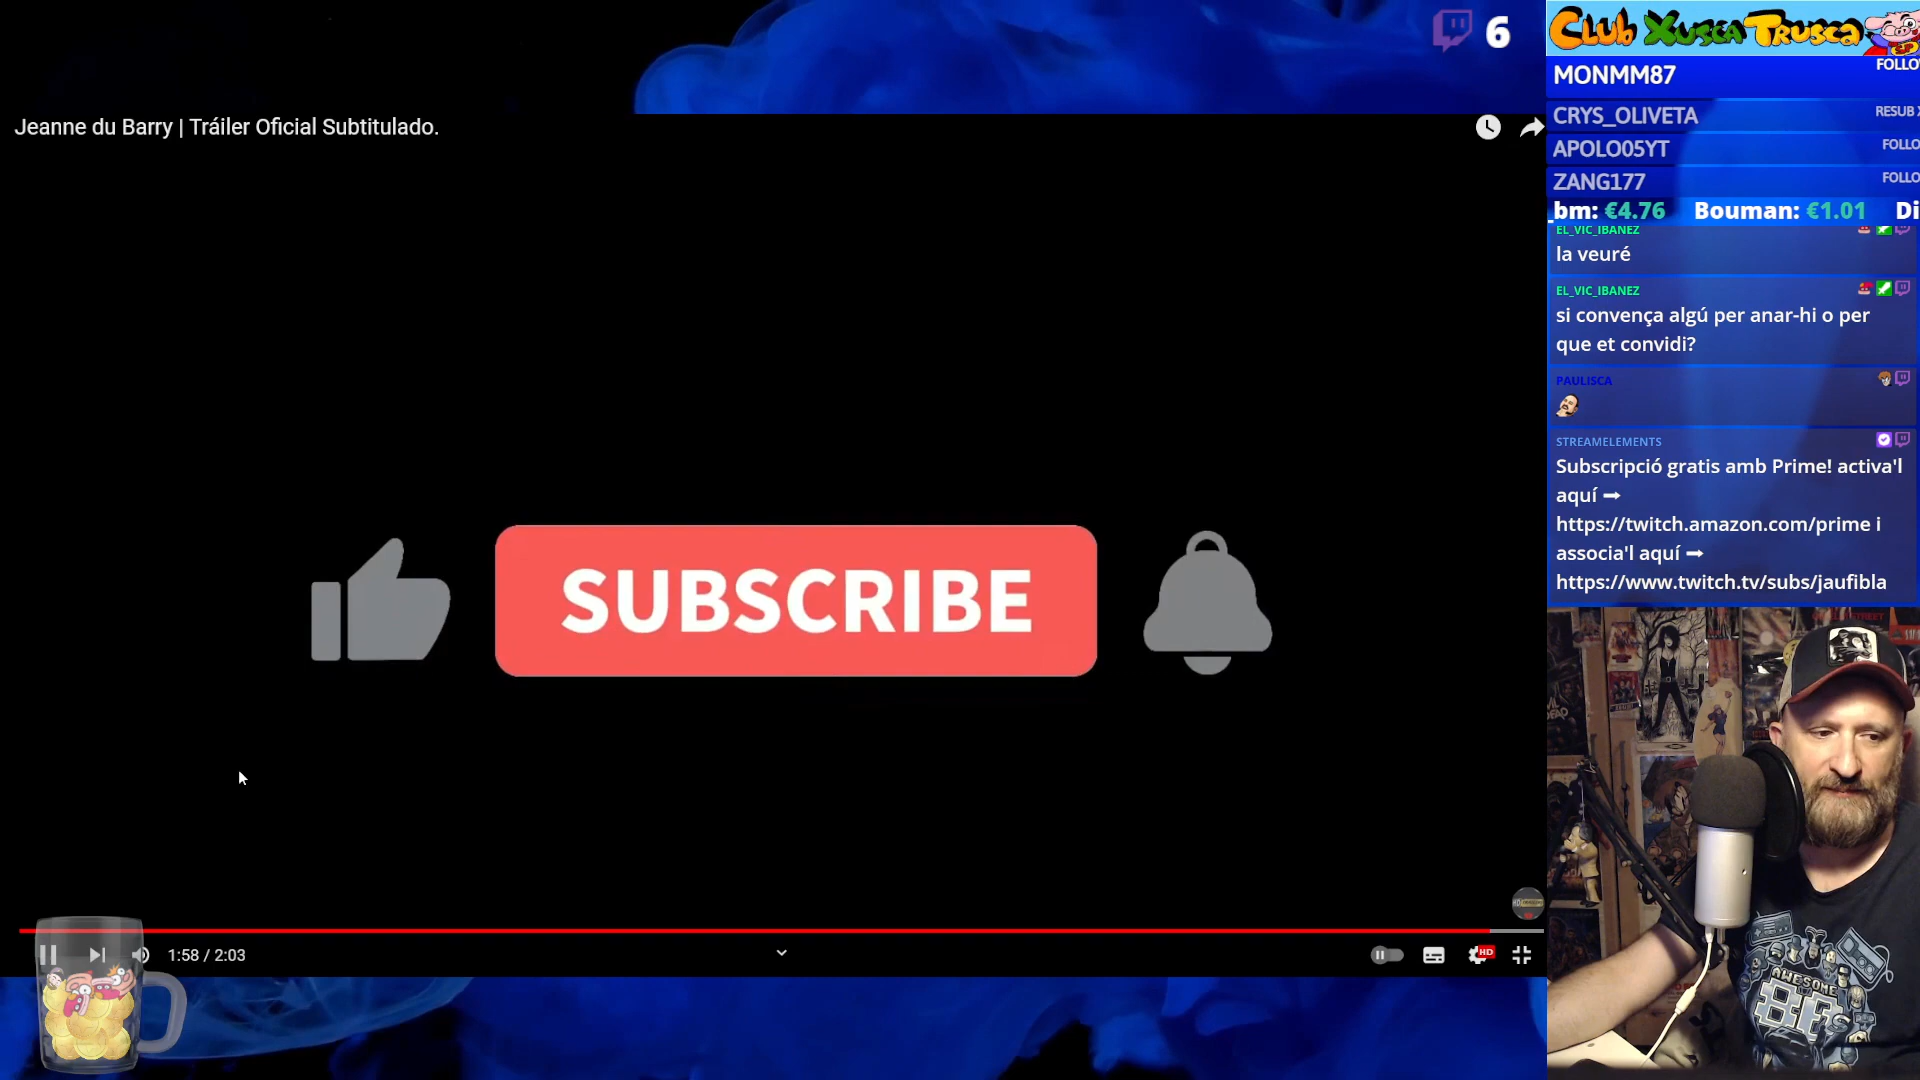 6
Club Xusca Trusca
MONMM87 FOLLO
CRYS_OLIVETA RESUB X
APOLO05YT FOLLO
ZANG177 FOLLO
_bm: €4.76 Bouman: €1.01 Di
Jeanne du Barry | Tráiler Oficial Subtitulado.
EL_VIC_IBANEZ
la veuré
EL_VIC_IBANEZ
si convença algú per anar-hi o per
que et convidi?
PAULISCA
STREAMELEMENTS
Subscripció gratis amb Prime! activa'l
aquí ➞
https://twitch.amazon.com/prime i
associa'l aquí ➞
https://www.twitch.tv/subs/jaufibla
SUBSCRIBE
1:58 / 2:03
HD
AWESOME
80s